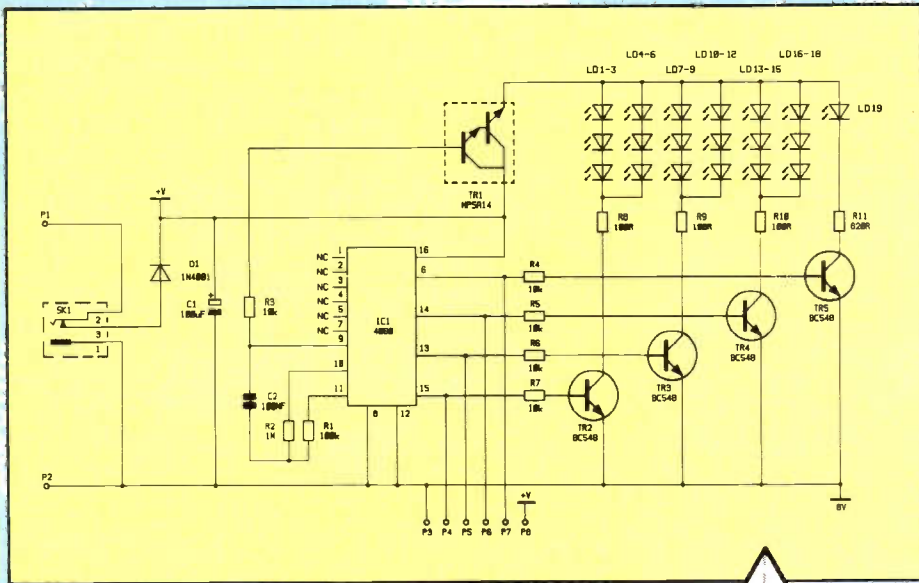 LD4-6
LD10-12
LD16-18
LD1-3
LD7-9
LD13-15
LD19
TR1
MPSA14
+V
P1
D1
1N4001
SK1
2
3
1
C1
+
100uF
R3
10k
NC 1
NC 2
NC 3
NC 4
NC 5
NC 7
9
10
11
IC1
16
6
14
13
15
8
12
C2
R2
1M
R1
100k
R4
10k
R5
10k
R6
10k
R7
10k
R8
100R
R9
100R
R10
100R
R11
TR5
BC548
TR4
BC548
TR3
BC548
TR2
BC548
P2
+V
0V
P3
P4
P5
P6
P7
P8